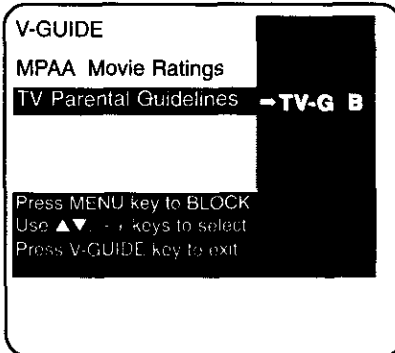 V-GUIDE
MPAA Movie Ratings
TV Parental Guidelines →TV-G B
Press MENU key to BLOCK
Use ▲▼, - + keys to select
Press V-GUIDE key to exit